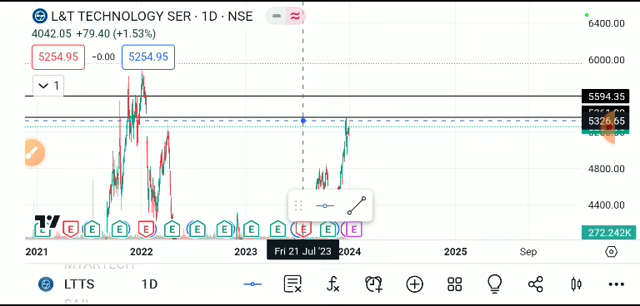 L&T TECHNOLOGY SER · 1D · NSE
4042.05 +79.40 (+1.53%)
5254.95 −0.00 5254.95
1
6400.00
6000.00
5594.35
5326.65
4800.00
4400.00
E E E E E E E E E E E E E
272.242K
2021 2022 2023 Fri 21 Jul '23 2024 2025 Sep
LTTS 1D